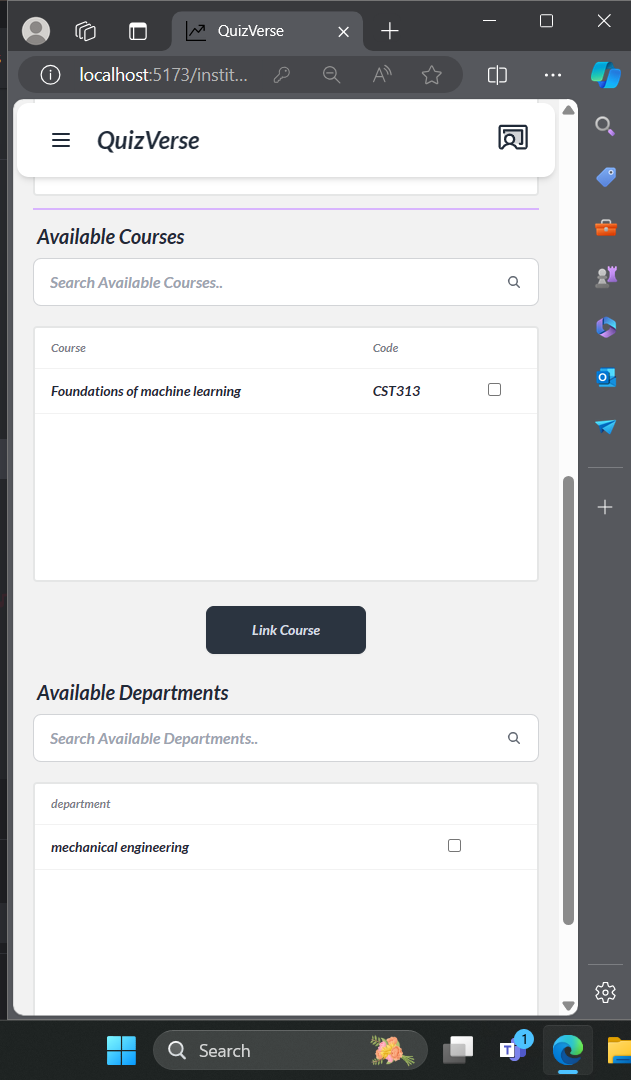 QuizVerse
localhost:5173/instit...
QuizVerse
Available Courses
Search Available Courses..
Course Code
Foundations of machine learning CST313
Link Course
Available Departments
Search Available Departments..
department
mechanical engineering
Search
1